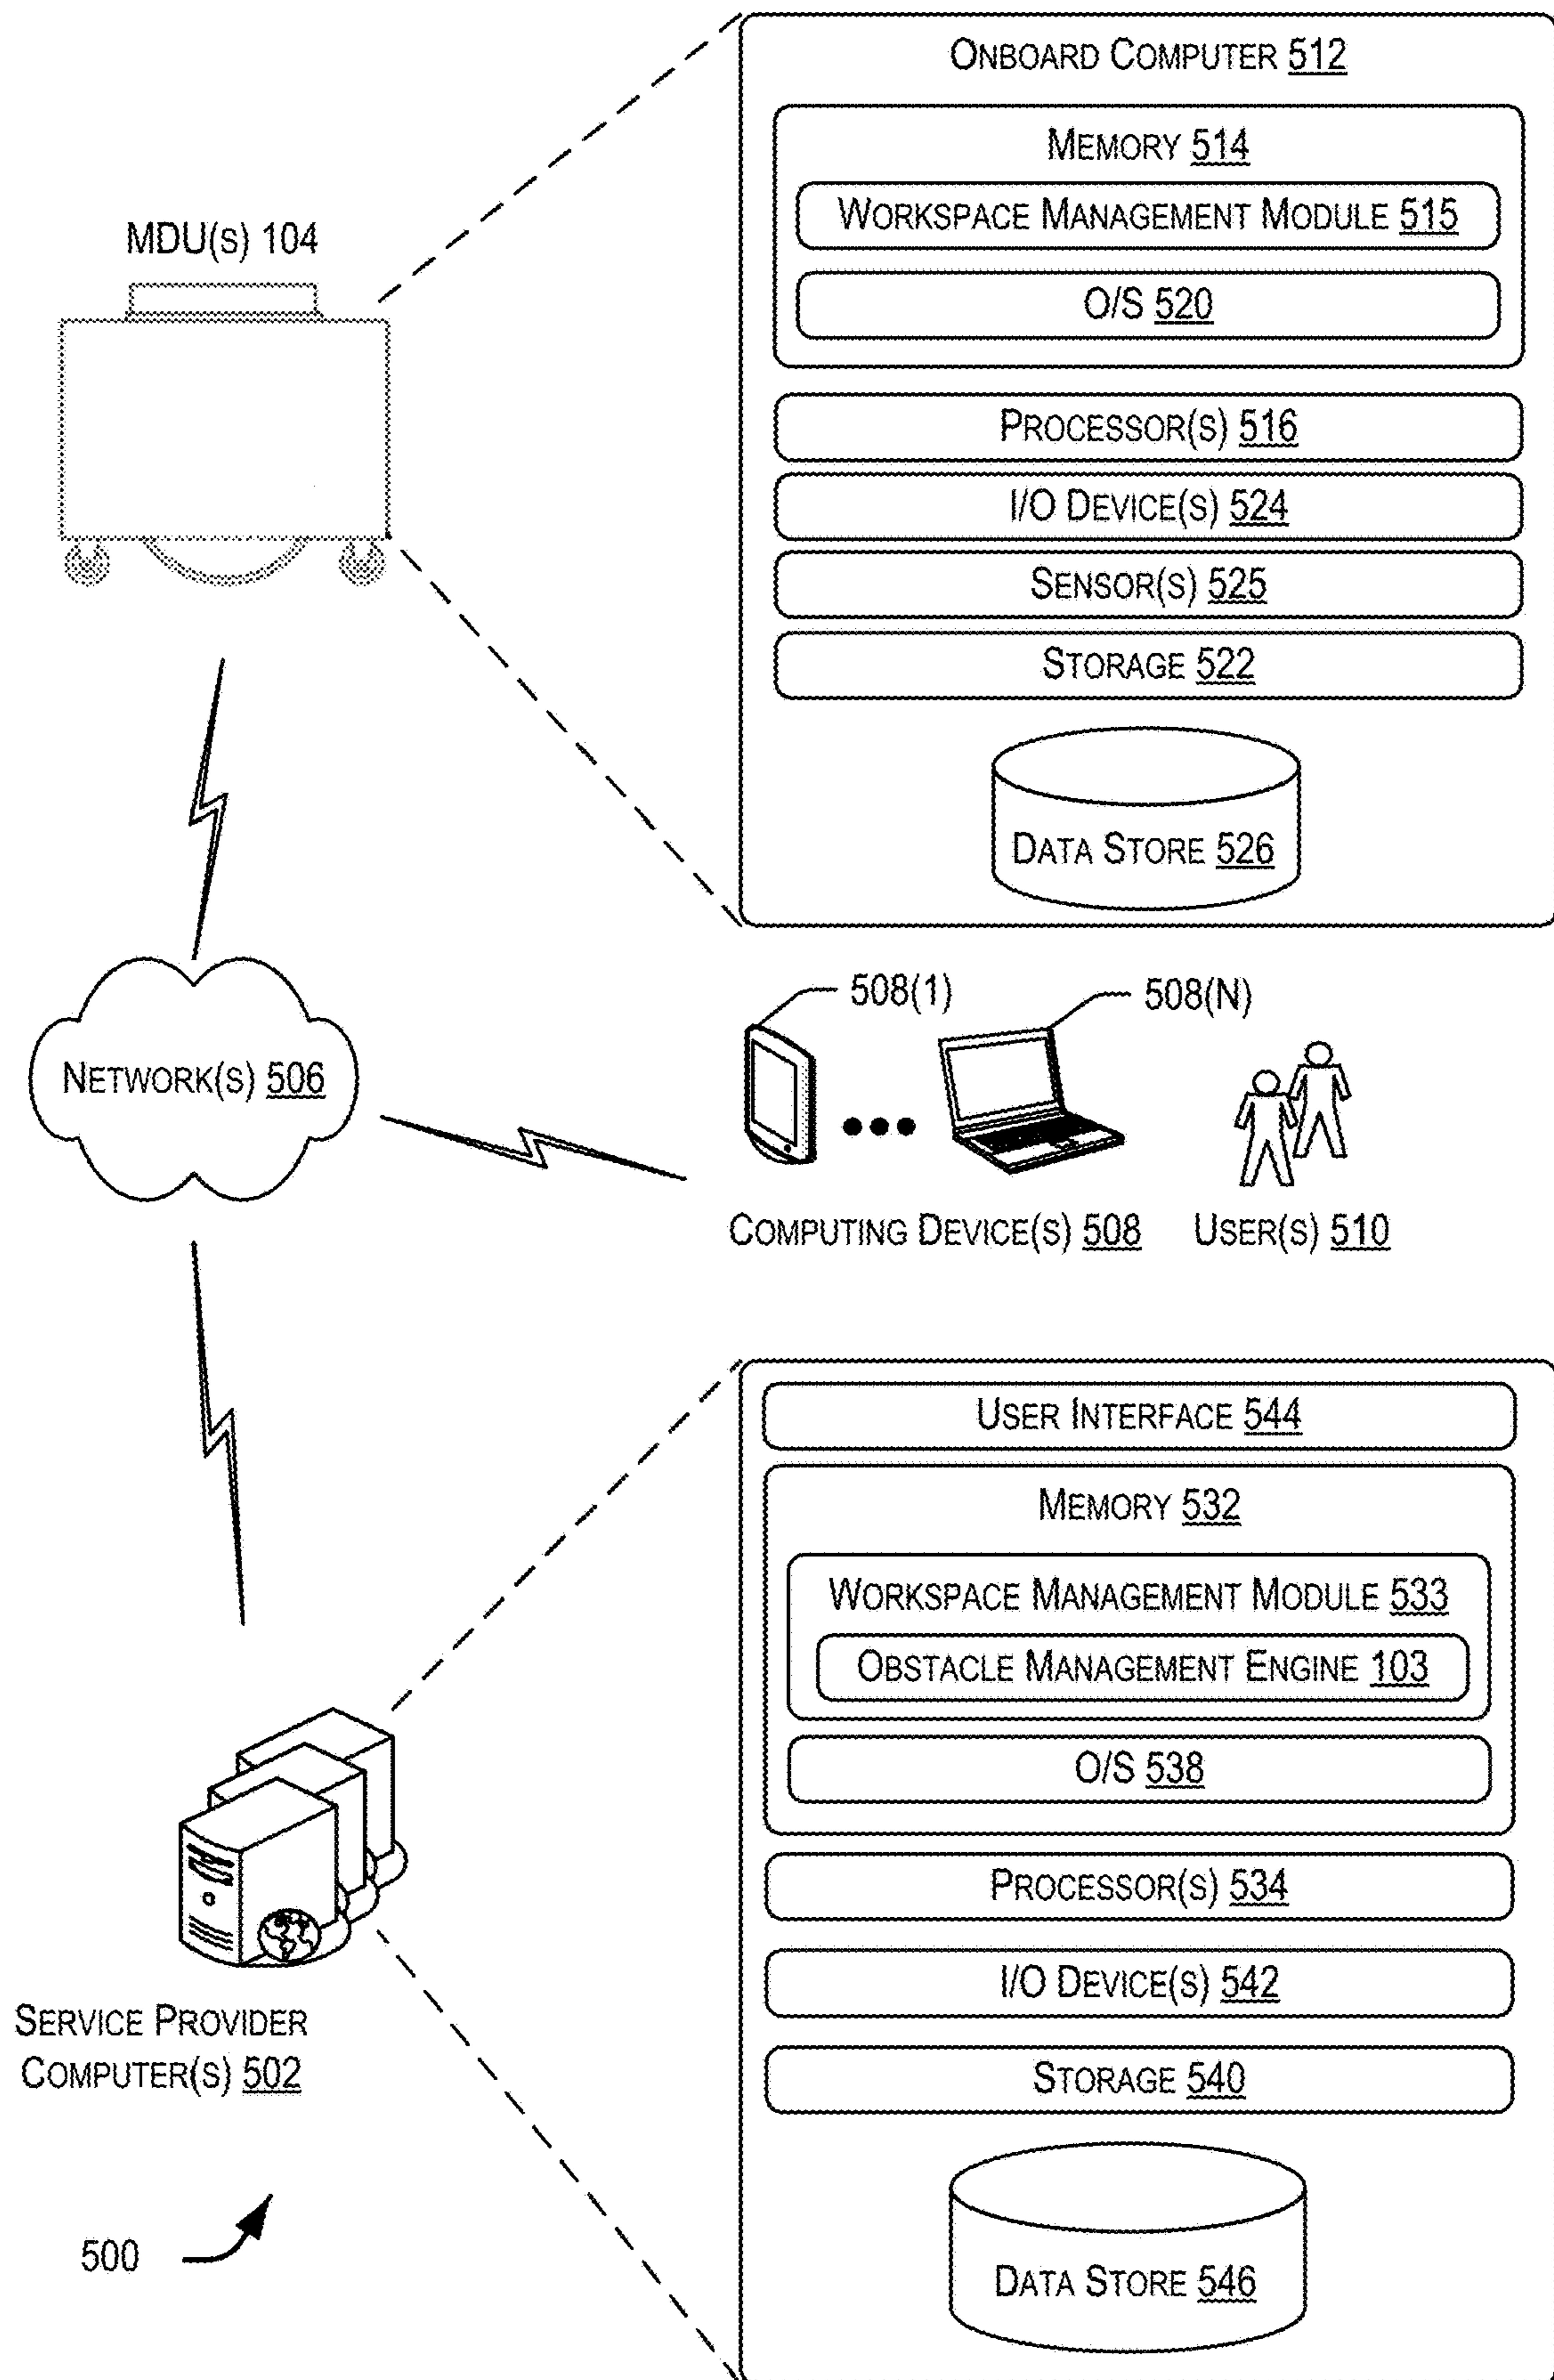 MDU(s) 104
ONBOARD COMPUTER 512
MEMORY 514
WORKSPACE MANAGEMENT MODULE 515
O/S 520
PROCESSOR(S) 516
I/O DEVICE(S) 524
SENSOR(S) 525
STORAGE 522
DATA STORE 526
NETWORK(S) 506
508(1)
508(N)
COMPUTING DEVICE(S) 508
USER(S) 510
USER INTERFACE 544
MEMORY 532
WORKSPACE MANAGEMENT MODULE 533
OBSTACLE MANAGEMENT ENGINE 103
O/S 538
PROCESSOR(S) 534
I/O DEVICE(S) 542
STORAGE 540
DATA STORE 546
SERVICE PROVIDER
COMPUTER(S) 502
500